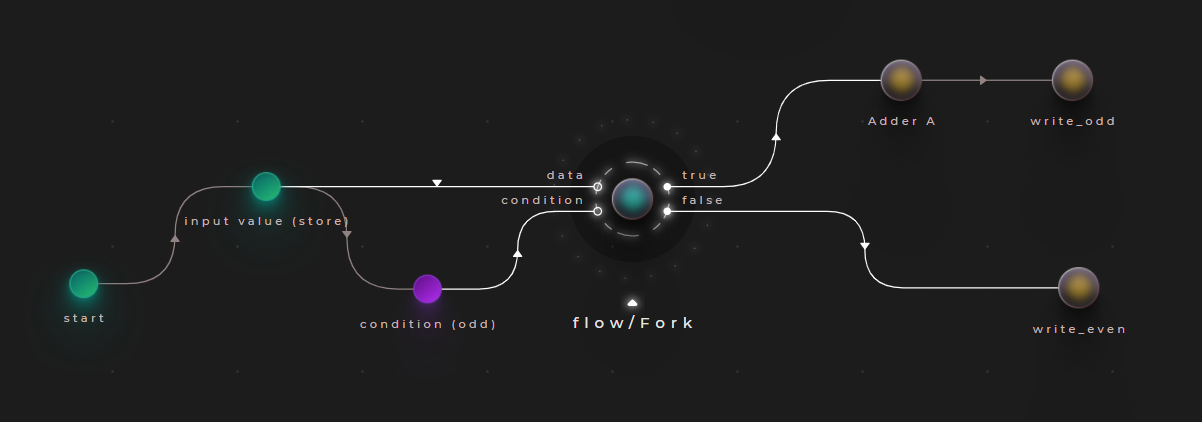 Adder A
write_odd
data
true
condition
false
input value (store)
start
condition (odd)
flow/Fork
write_even